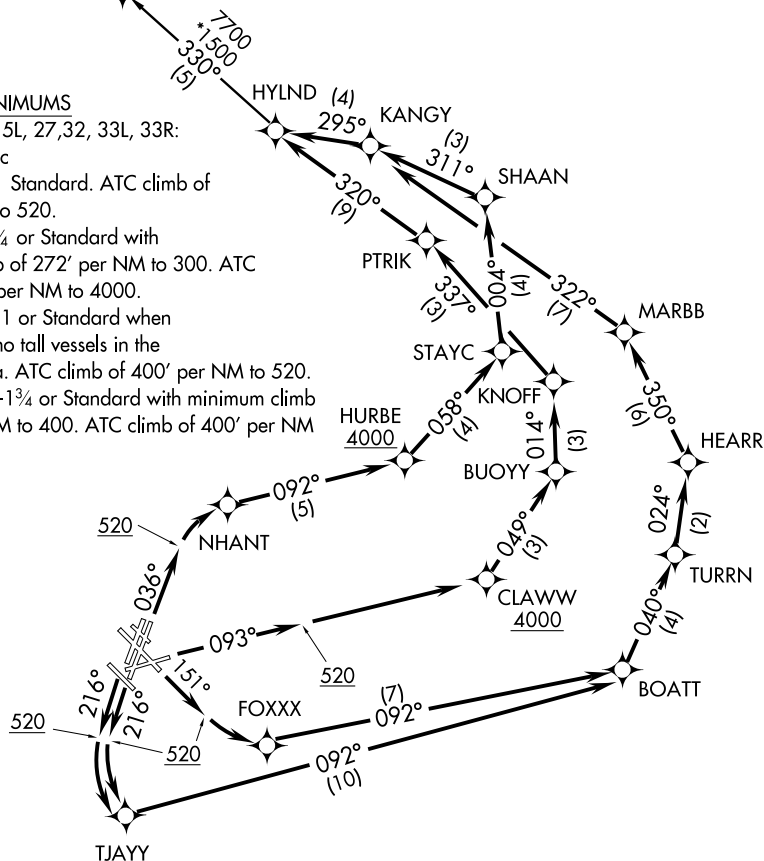 7700
*1500
330°
(5)
HYLND
(4)
295°
KANGY
(3)
311°
SHAAN
NIMUMS
5L, 27,32, 33L, 33R:
c
Standard. ATC climb of
o 520.
¼ or Standard with
b of 272' per NM to 300. ATC
per NM to 4000.
1 or Standard when
no tall vessels in the
a. ATC climb of 400' per NM to 520.
-1¾ or Standard with minimum climb
M to 400. ATC climb of 400' per NM
320°
(9)
PTRIK
337°
(3)
004°
(4)
322°
(7)
MARBB
STAYC
KNOFF
350°
(6)
HURBE
4000
058°
(4)
014°
(3)
HEARR
BUOYY
092°
(5)
NHANT
520
024°
(2)
049°
(3)
TURRN
036°
CLAWW
4000
040°
(4)
093°
520
BOATT
151°
216°
216°
520
520
FOXXX
(7)
092°
092°
(10)
TJAYY